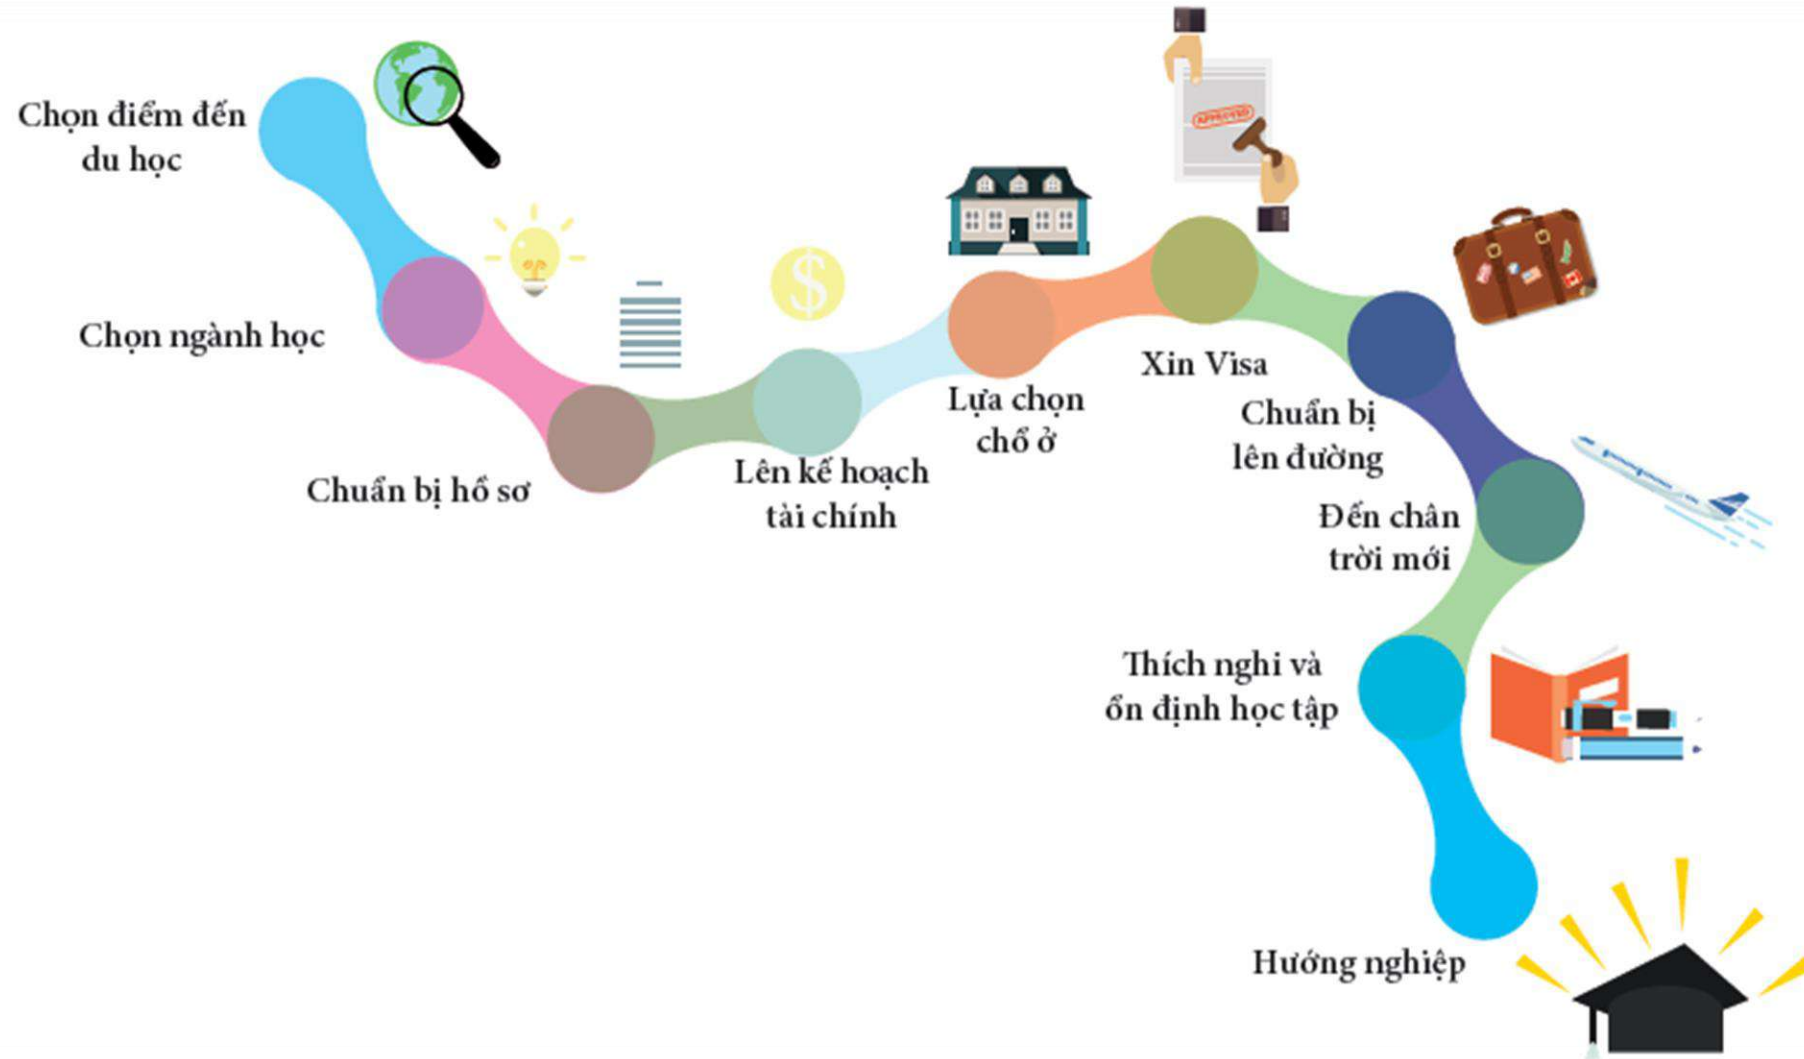 Chọn điểm đến
du học
Chọn ngành học
Chuẩn bị hồ sơ
Lên kế hoạch
tài chính
Lựa chọn
chổ ở
APPROVED
Xin Visa
Chuẩn bị
lên đường
Đến chân
trời mới
Thích nghi và
ổn định học tập
Hướng nghiệp